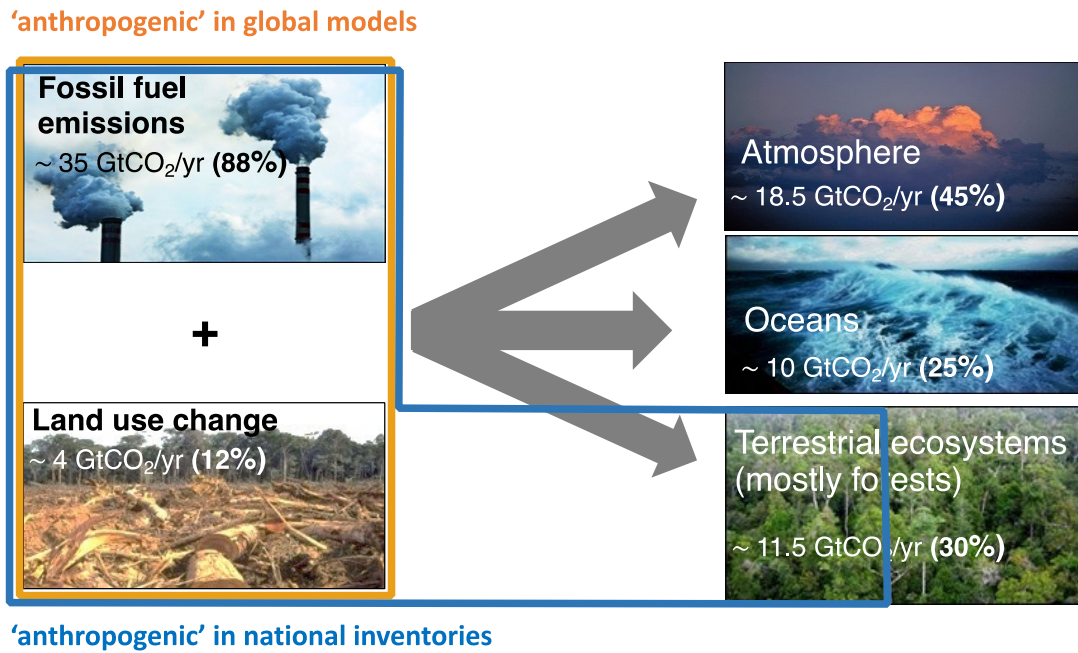 ‘anthropogenic’ in global models
Fossil fuel
emissions
~ 35 GtCO₂/yr (88%)
+
Land use change
~ 4 GtCO₂/yr (12%)
Atmosphere
~ 18.5 GtCO₂/yr (45%)
Oceans
~ 10 GtCO₂/yr (25%)
Terrestrial ecosystems
(mostly forests)
~ 11.5 GtCO₂/yr (30%)
‘anthropogenic’ in national inventories